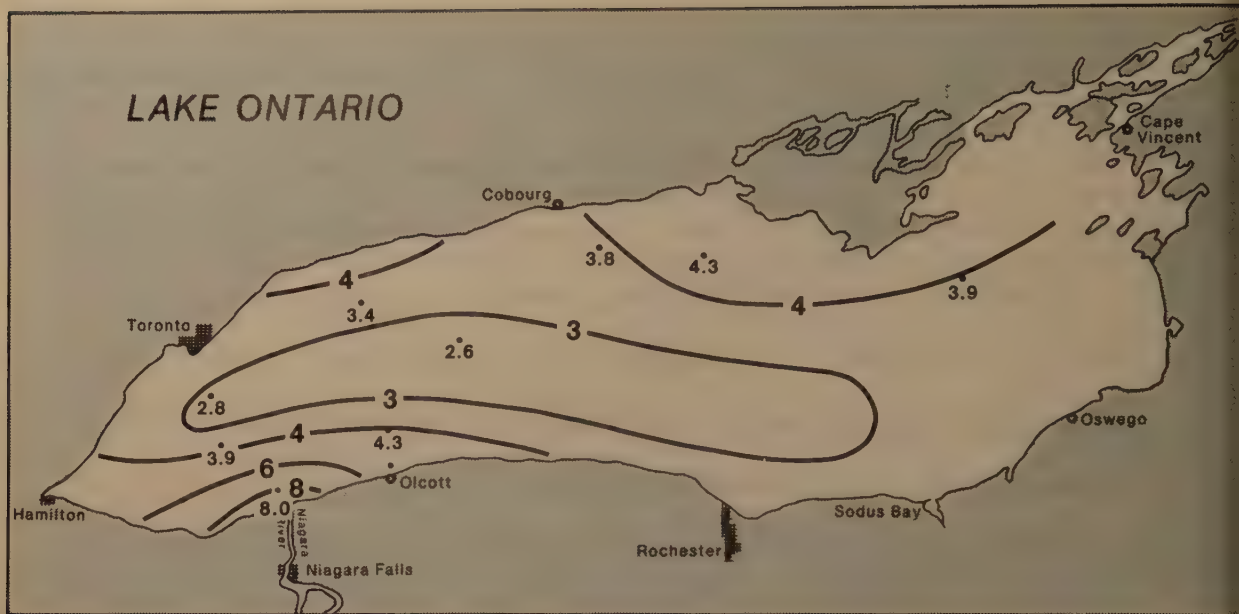 LAKE ONTARIO
Cape
Vincent
Cobourg
3.8
4.3
4
3.9
4
3.4
Toronto
3
2.6
2.8
3
4
3.9
4.3
Oswego
6
8
Olcott
8.0
Hamilton
Sodus Bay
Niagara
River
Rochester
Niagara Falls